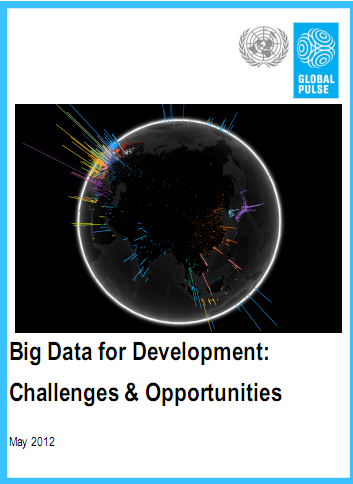 GLOBAL
PULSE
Big Data for Development:
Challenges & Opportunities
May 2012